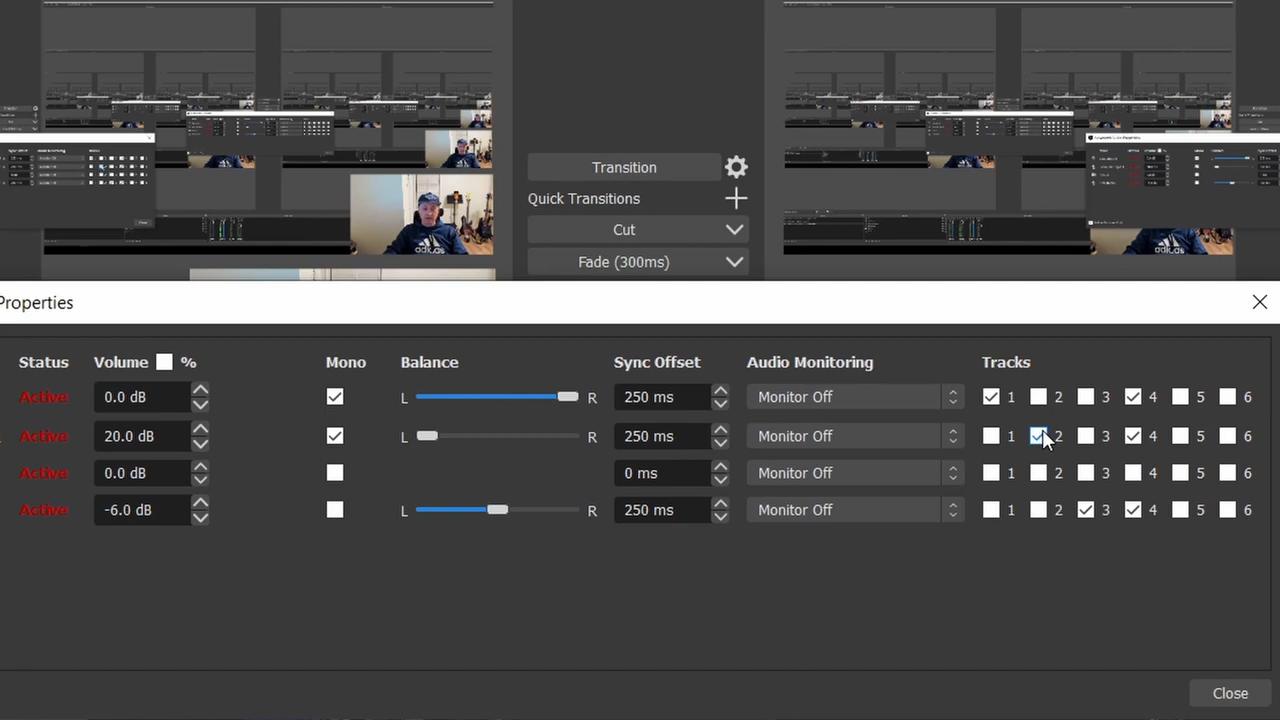 Transition
Quick Transitions
Cut
Fade (300ms)
adk.as
Properties
Status Volume % Mono Balance Sync Offset Audio Monitoring Tracks
Active 0.0 dB L R 250 ms Monitor Off 1 2 3 4 5 6
Active 20.0 dB L R 250 ms Monitor Off 1 2 3 4 5 6
Active 0.0 dB 0 ms Monitor Off 1 2 3 4 5 6
Active -6.0 dB L R 250 ms Monitor Off 1 2 3 4 5 6
Close